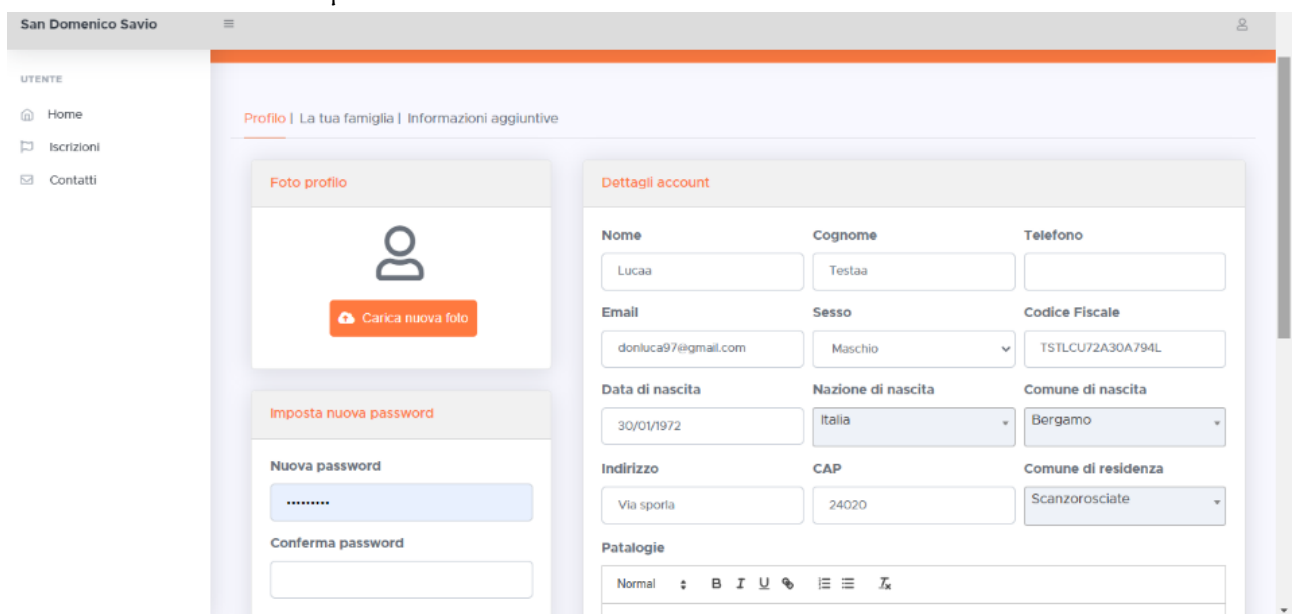 San Domenico Savio
UTENTE
Home
Iscrizioni
Contatti
Profilo | La tua famiglia | Informazioni aggiuntive
Foto profilo
Carica nuova foto
Imposta nuova password
Nuova password
•••••••••
Conferma password
Dettagli account
Nome Cognome Telefono
Lucaa Testaa
Email Sesso Codice Fiscale
donluca97@gmail.com Maschio TSTLCU72A30A794L
Data di nascita Nazione di nascita Comune di nascita
30/01/1972 Italia Bergamo
Indirizzo CAP Comune di residenza
Via sporla 24020 Scanzorosciate
Patalogie
Normal B I U Tx